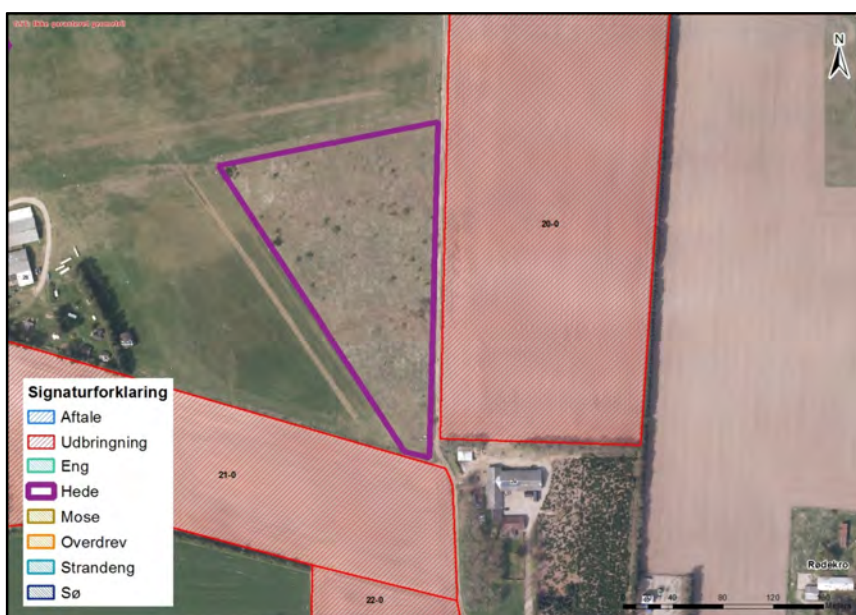 N
20-0
Signaturforklaring
Aftale
Udbringning
Eng
Hede
Mose
Overdrev
Strandeng
Sø
21-0
22-0
Rødekro
80
120